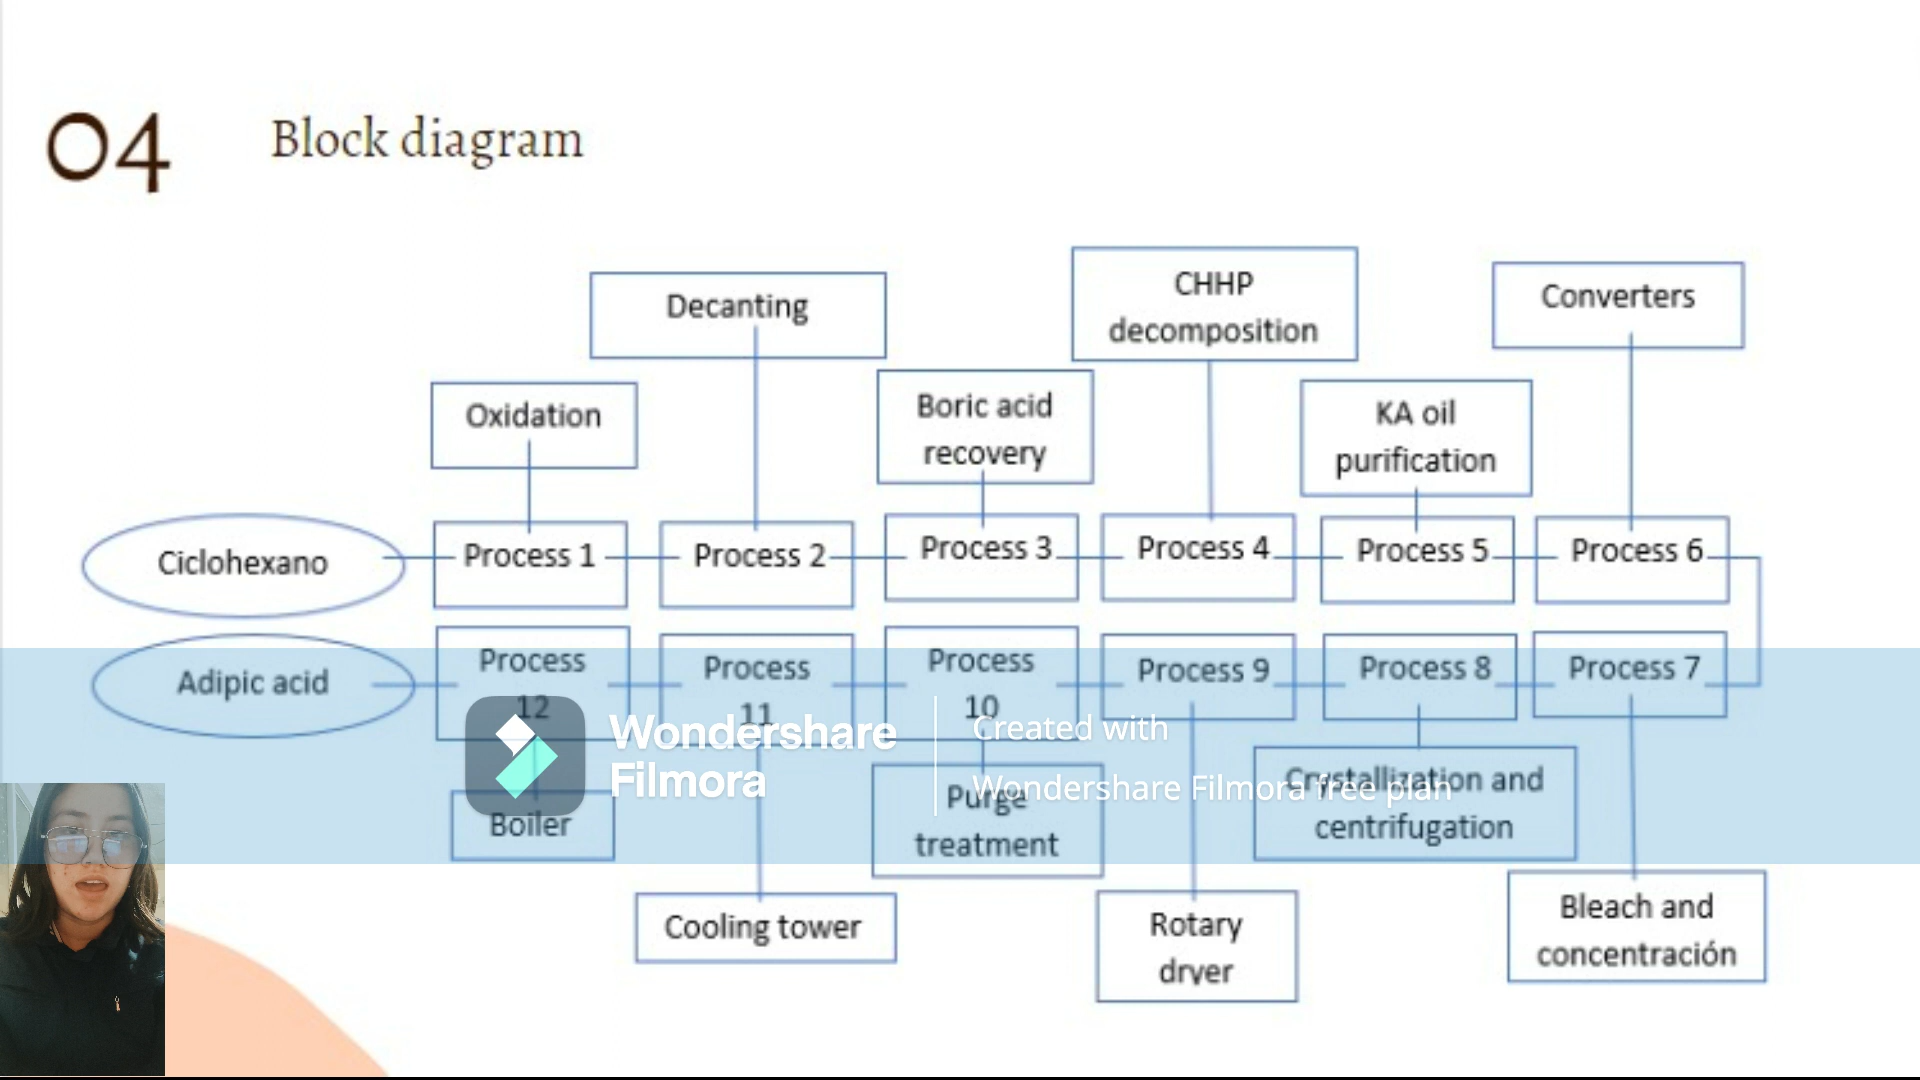 04 Block diagram
Decanting
CHHP
decomposition
Converters
Oxidation
Boric acid
recovery
KA oil
purification
Ciclohexano
Process 1
Process 2
Process 3
Process 4
Process 5
Process 6
Adipic acid
Process
12
Process
11
Process
10
Process 9
Process 8
Process 7
Wondershare
Filmora
Created with
Wondershare Filmora free plan
Boiler
Purge
treatment
Crystallization and
centrifugation
Cooling tower
Rotary
dryer
Bleach and
concentración